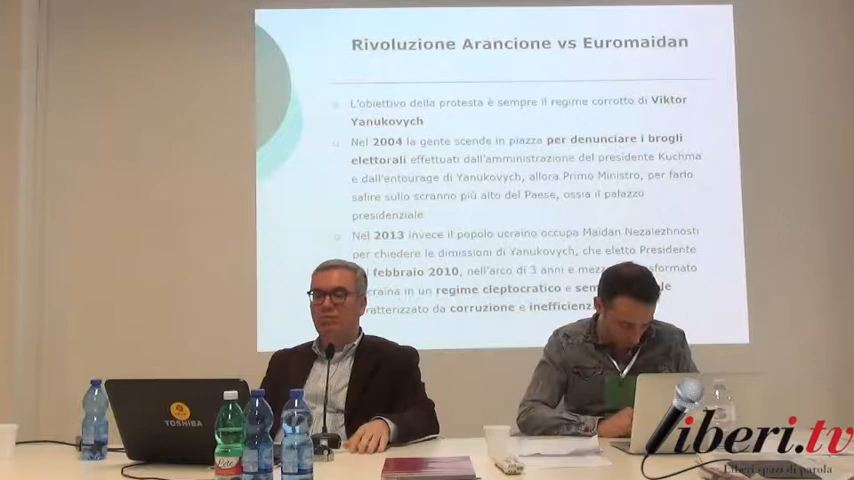 Rivoluzione Arancione vs Euromaidan
L'obiettivo della protesta è sempre il regime corrotto di Viktor
Yanukovych
Nel 2004 la gente scende in piazza per denunciare i brogli
elettorali effettuati dall'amministrazione del presidente Kuchma
e dall'entourage di Yanukovych, allora Primo Ministro, per farlo
salire sullo scranno più alto del Paese, ossia il palazzo
presidenziale
Nel 2013 invece il popolo ucraino occupa Maidan Nezalezhnosti
per chiedere le dimissioni di Yanukovych, che eletto Presidente
febbraio 2010, nell'arco di 3 anni e
in un regime cleptocratico e
da corruzione e
TOSHIBA
Fete
liberi.tv
Liberi spazi di parola